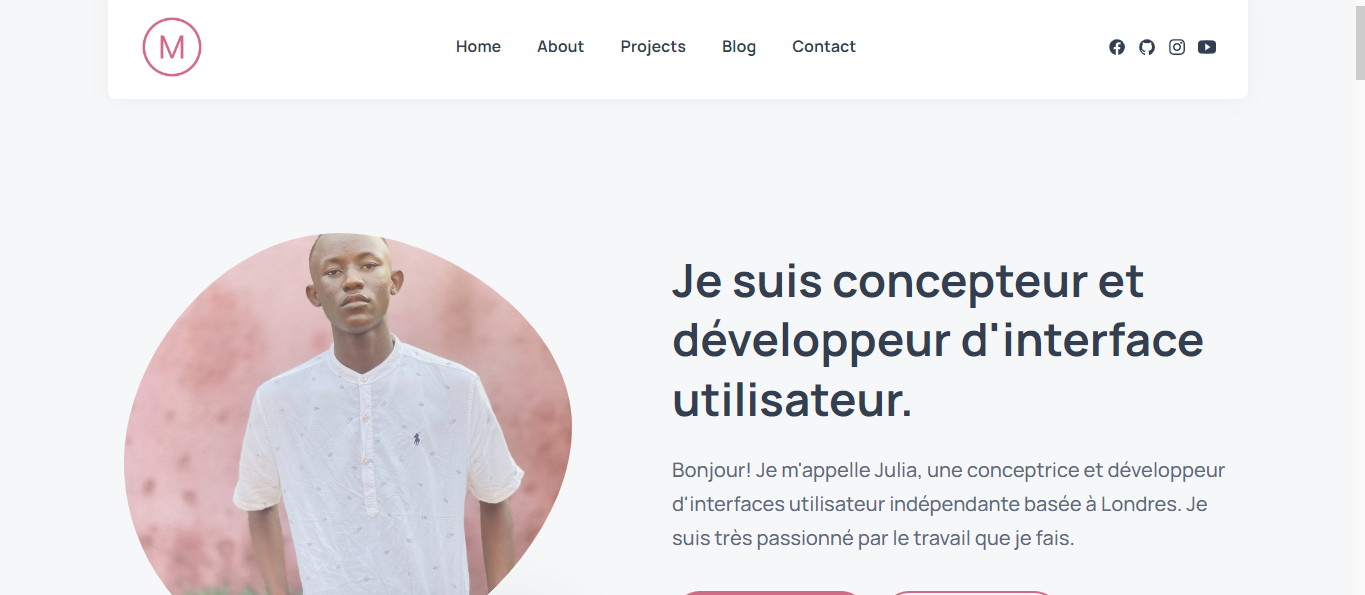 M
Home About Projects Blog Contact
Je suis concepteur et
développeur d'interface
utilisateur.
Bonjour! Je m'appelle Julia, une conceptrice et développeur
d'interfaces utilisateur indépendante basée à Londres. Je
suis très passionné par le travail que je fais.